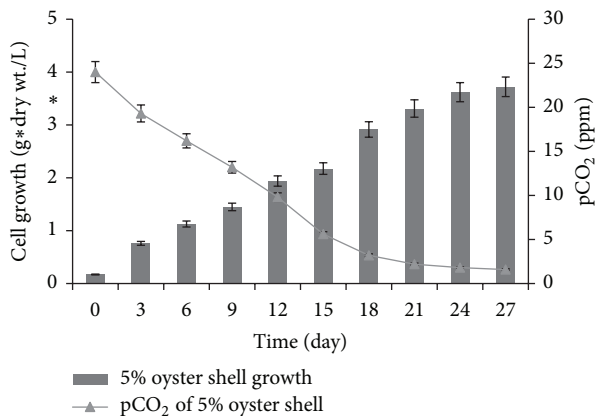 Cell growth (g*dry wt./L)
*
5
4
3
2
1
0
30
25
20
15
10
5
0
pCO₂ (ppm)
0 3 6 9 12 15 18 21 24 27
Time (day)
5% oyster shell growth
pCO₂ of 5% oyster shell